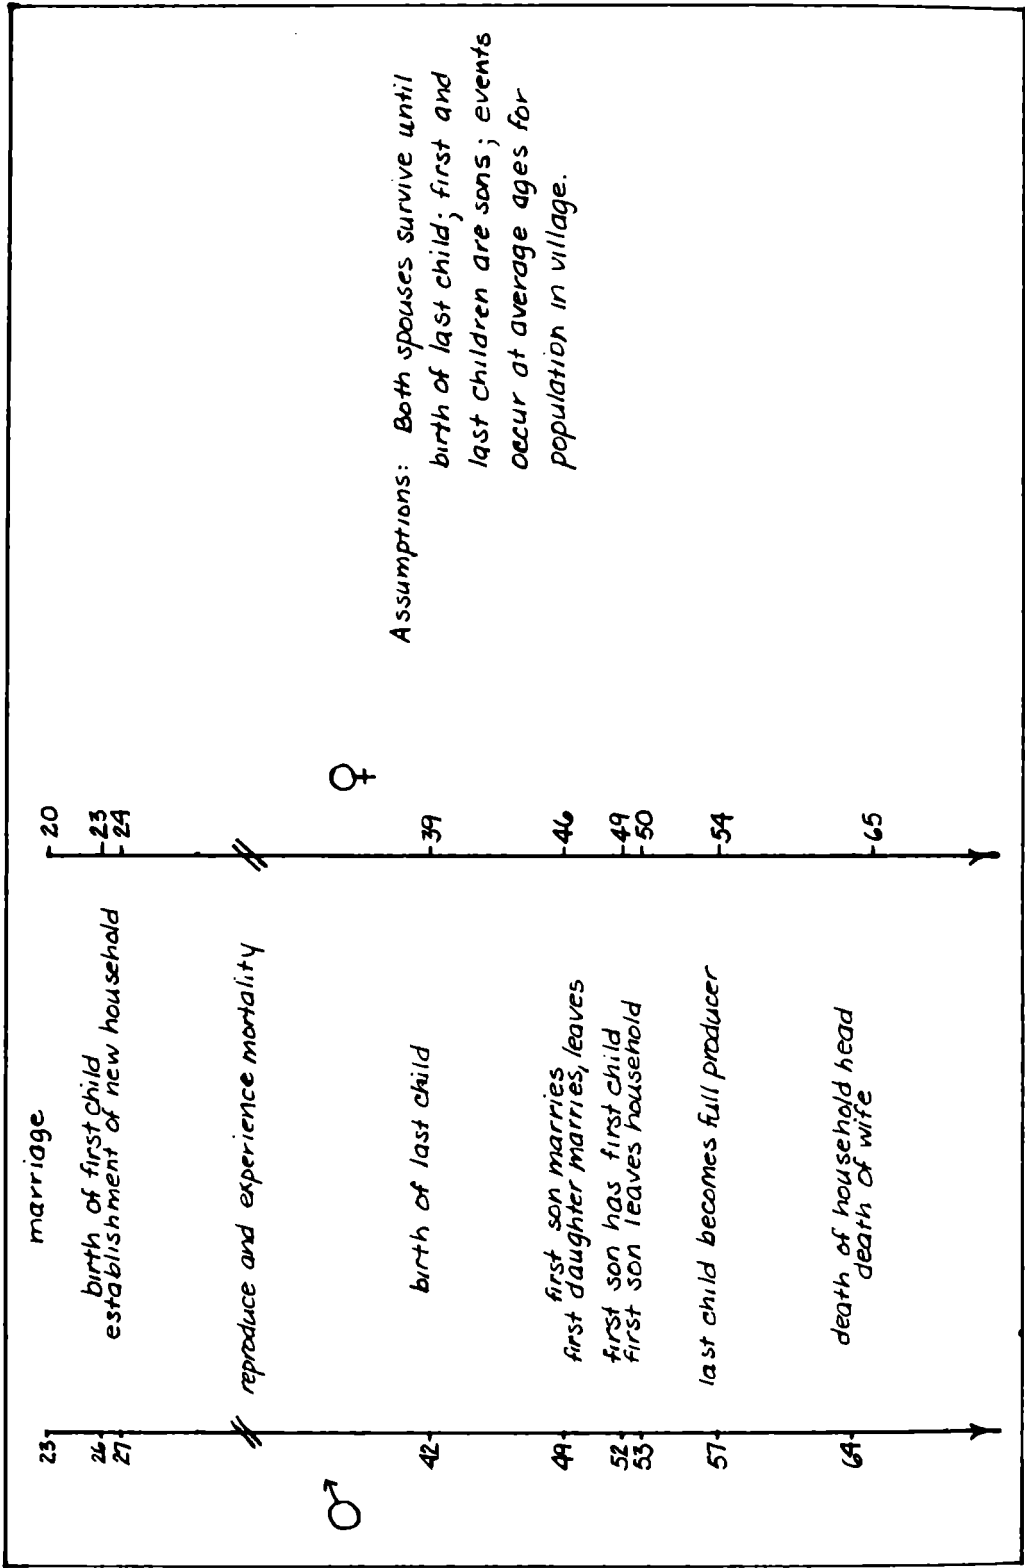 marriage
birth of first child
establishment of new household
reproduce and experience mortality
birth of last child
first son marries
first daughter marries, leaves
first son has first child
first son leaves household
last child becomes full producer
death of household head
death of wife
♂
23
26
27
42
49
52
53
57
64
♀
20
23
24
39
46
49
50
54
65
Assumptions: Both spouses survive until
birth of last child; first and
last children are sons; events
occur at average ages for
population in village.